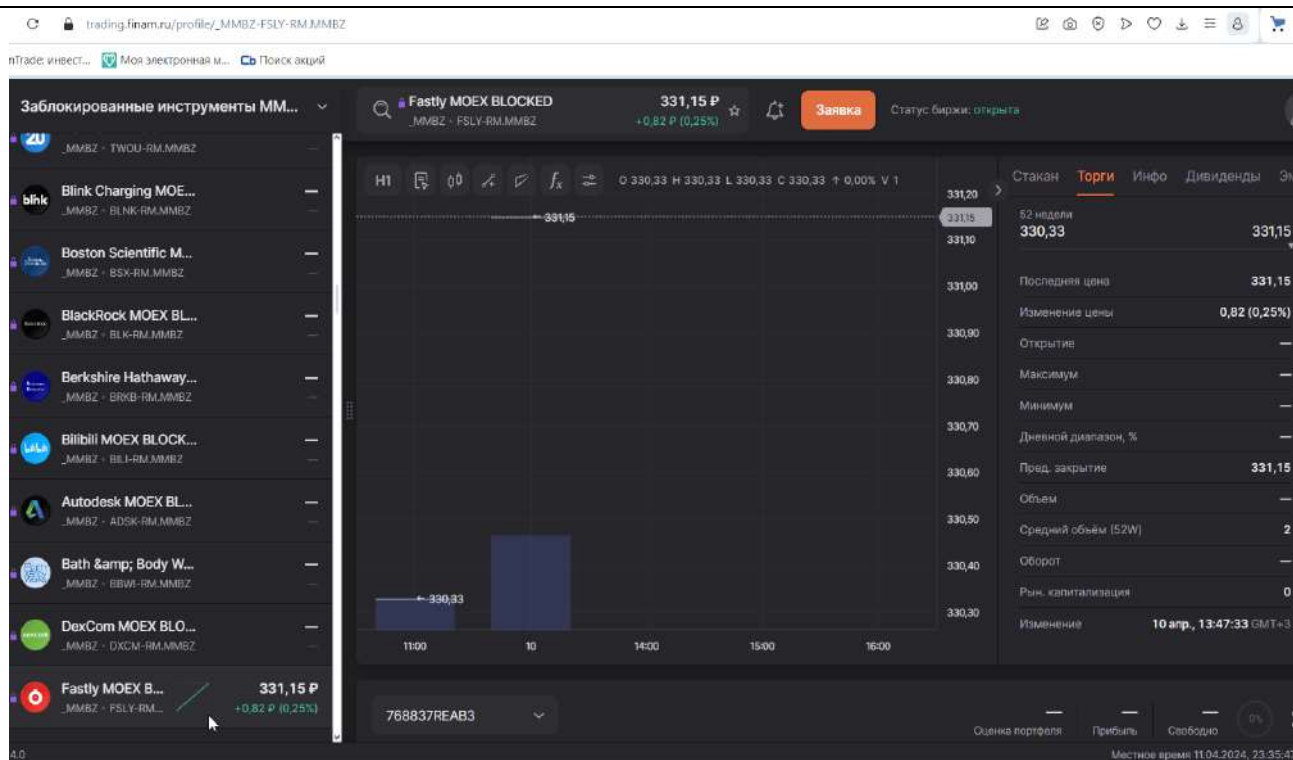 trading.finam.ru/profile/_MMBZ-FSLY-RM.MMBZ
nTrade: инвест... Моя электронная м... Поиск акций
Заблокированные инструменты ММ...
_MMBZ - TWOU-RM.MMBZ —
Blink Charging MOE... —
_MMBZ - BLNK-RM.MMBZ —
Boston Scientific M... —
_MMBZ - BSX-RM.MMBZ —
BlackRock MOEX BL... —
_MMBZ - BLK-RM.MMBZ —
Berkshire Hathaway... —
_MMBZ - BRKB-RM.MMBZ —
Bilibili MOEX BLOCK... —
_MMBZ - BILI-RM.MMBZ —
Autodesk MOEX BL... —
_MMBZ - ADSK-RM.MMBZ —
Bath &amp; Body W... —
_MMBZ - BBWI-RM.MMBZ —
DexCom MOEX BLO... —
_MMBZ - DXCM-RM.MMBZ —
Fastly MOEX B... 331,15 ₽
_MMBZ - FSLY-RM... +0,82 ₽ (0,25%)
4.0
Fastly MOEX BLOCKED 331,15 ₽
_MMBZ - FSLY-RM.MMBZ +0,82 ₽ (0,25%)
Заявка
Статус биржи: открыта
H1 fx O 330,33 H 330,33 L 330,33 C 330,33 ↑ 0,00% V 1
331,20
331,15
331,15
331,10
331,00
330,90
330,80
330,70
330,60
330,50
330,40
330,30
← 331,15
← 330,33
11:00 10 14:00 15:00 16:00
Стакан Торги Инфо Дивиденды
52 недели
330,33 331,15
Последняя цена 331,15
Изменение цены 0,82 (0,25%)
Открытие —
Максимум —
Минимум —
Дневной диапазон, % —
Пред. закрытие 331,15
Объем —
Средний объём (52W) 2
Оборот —
Рын. капитализация 0
Изменение 10 апр., 13:47:33 GMT+3
768837REAB3
— — — 0%
Оценка портфеля Прибыль Свободно
Местное время 11.04.2024, 23:35:47